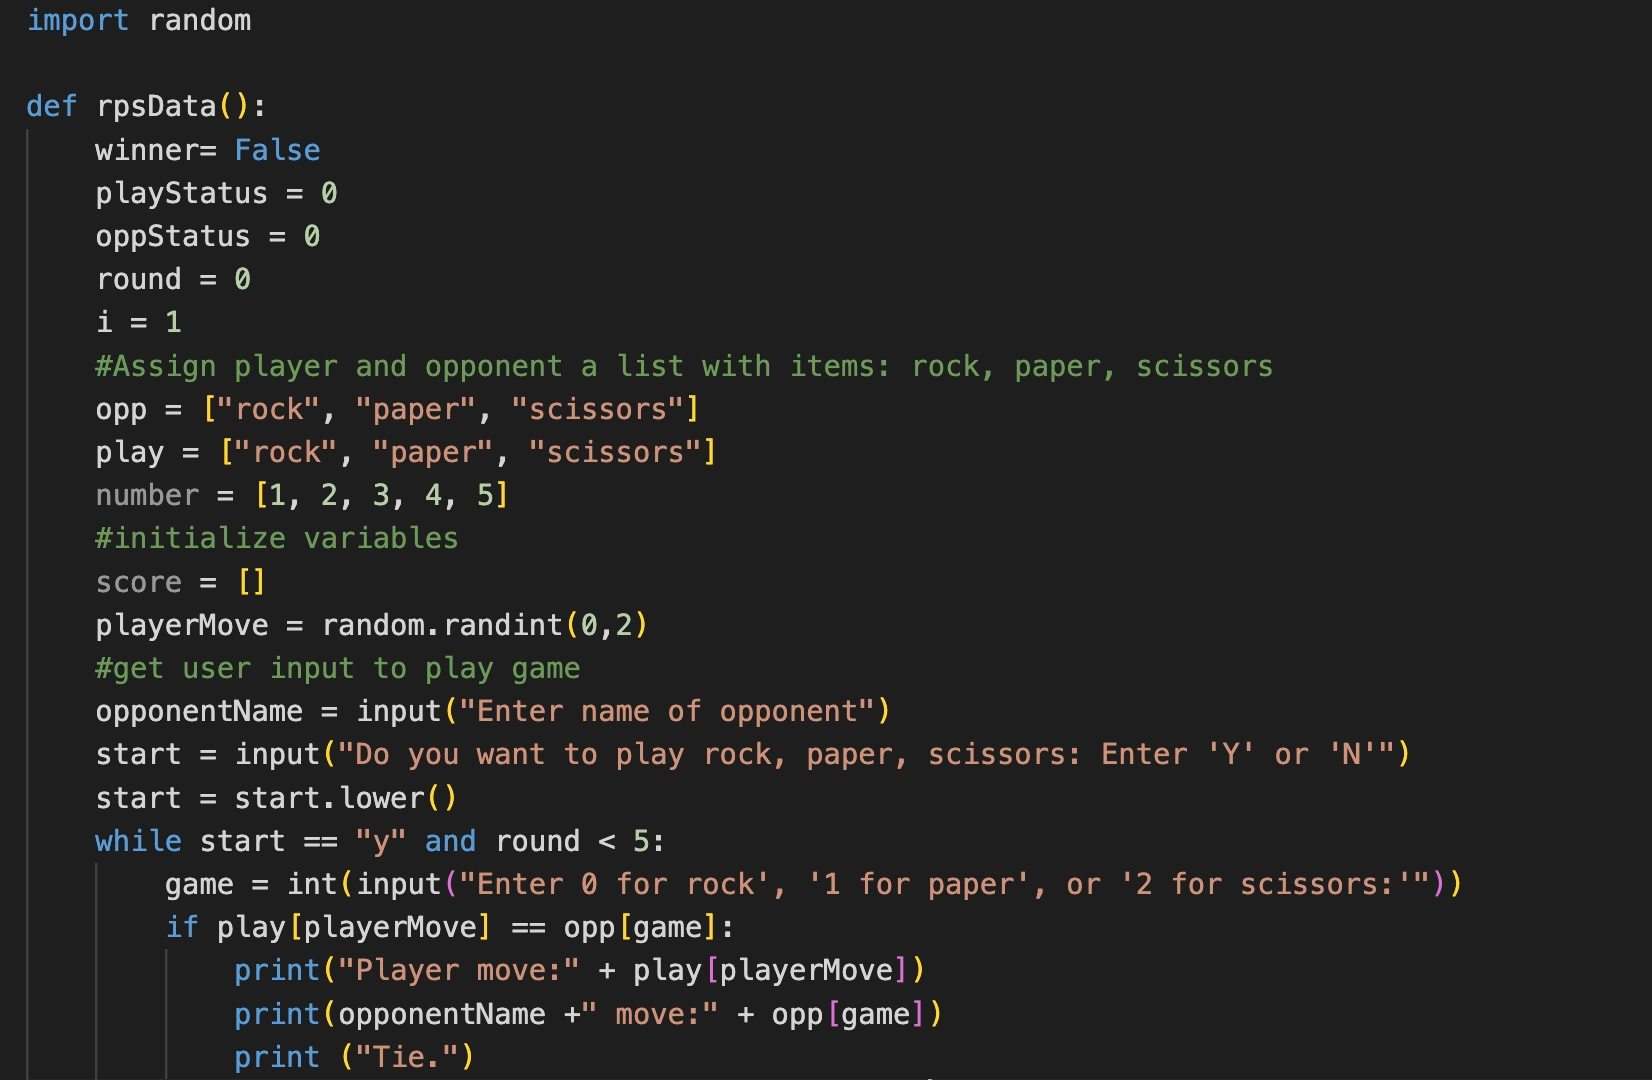 import random
def rpsData():
winner= False
playStatus = 0
oppStatus = 0
round = 0
i = 1
#Assign player and opponent a list with items: rock, paper, scissors
opp = ["rock", "paper", "scissors"]
play = ["rock", "paper", "scissors"]
number = [1, 2, 3, 4, 5]
#initialize variables
score = []
playerMove = random.randint(0,2)
#get user input to play game
opponentName = input("Enter name of opponent")
start = input("Do you want to play rock, paper, scissors: Enter 'Y' or 'N'")
start = start.lower()
while start == "y" and round < 5:
game = int(input("Enter 0 for rock', '1 for paper', or '2 for scissors:'"))
if play[playerMove] == opp[game]:
print("Player move:" + play[playerMove])
print(opponentName +" move:" + opp[game])
print ("Tie.")